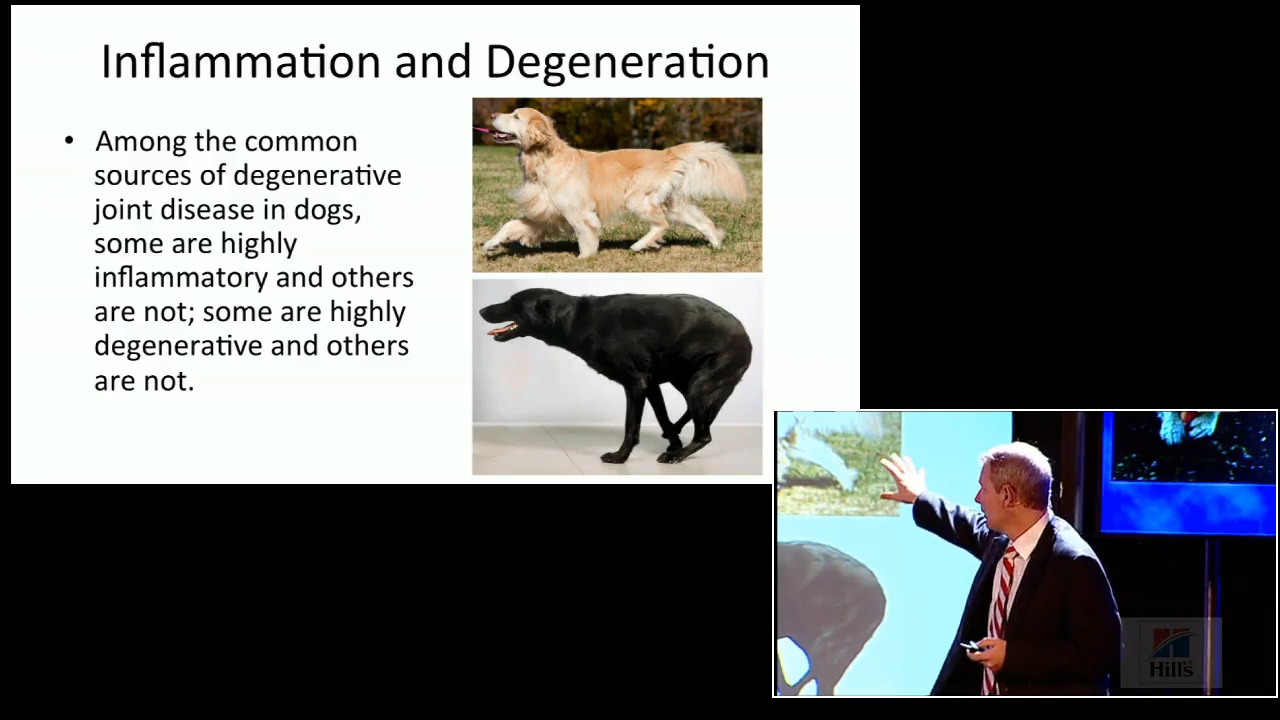 Inflammation and Degeneration
• Among the common
sources of degenerative
joint disease in dogs,
some are highly
inflammatory and others
are not; some are highly
degenerative and others
are not.
Hill's